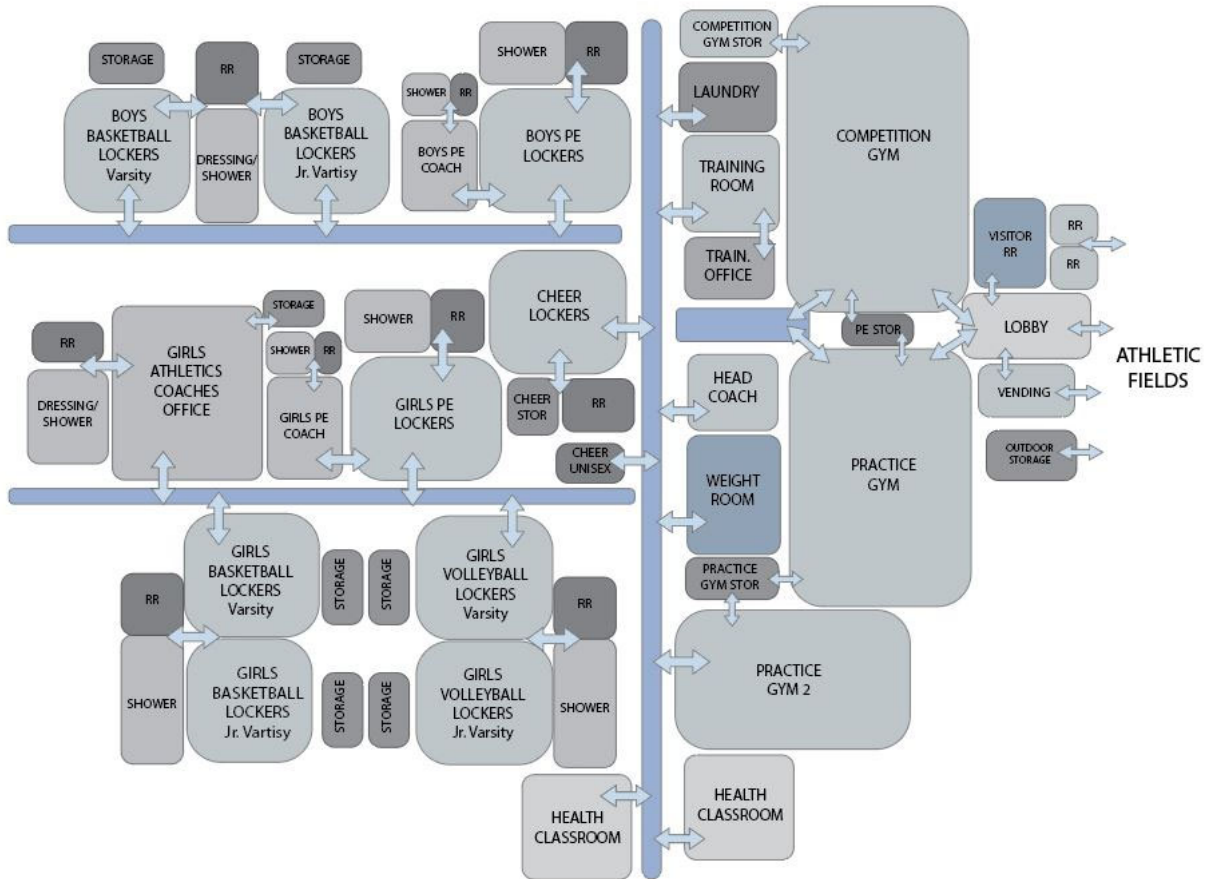 STORAGE
RR
STORAGE
BOYS
BASKETBALL
LOCKERS
Varsity
DRESSING/
SHOWER
BOYS
BASKETBALL
LOCKERS
Jr. Vartisy
SHOWER
RR
SHOWER
RR
BOYS PE
COACH
BOYS PE
LOCKERS
COMPETITION
GYM STOR
LAUNDRY
TRAINING
ROOM
TRAIN.
OFFICE
COMPETITION
GYM
VISITOR
RR
RR
RR
PE STOR
LOBBY
ATHLETIC
FIELDS
VENDING
OUTDOOR
STORAGE
RR
DRESSING/
SHOWER
GIRLS
ATHLETICS
COACHES
OFFICE
STORAGE
SHOWER
RR
GIRLS PE
COACH
SHOWER
RR
GIRLS PE
LOCKERS
CHEER
LOCKERS
CHEER
STOR
RR
CHEER
UNISEX
HEAD
COACH
WEIGHT
ROOM
PRACTICE
GYM
PRACTICE
GYM STOR
PRACTICE
GYM 2
RR
SHOWER
GIRLS
BASKETBALL
LOCKERS
Varsity
STORAGE
STORAGE
GIRLS
VOLLEYBALL
LOCKERS
Varsity
RR
SHOWER
GIRLS
BASKETBALL
LOCKERS
Jr. Vartisy
STORAGE
STORAGE
GIRLS
VOLLEYBALL
LOCKERS
Jr. Varsity
HEALTH
CLASSROOM
HEALTH
CLASSROOM